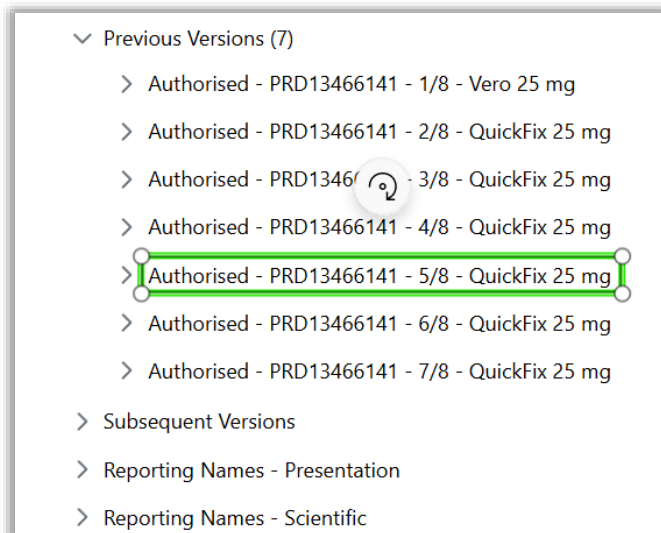 Previous Versions (7)
Authorised - PRD13466141 - 1/8 - Vero 25 mg
Authorised - PRD13466141 - 2/8 - QuickFix 25 mg
Authorised - PRD1346 - 3/8 - QuickFix 25 mg
Authorised - PRD13466141 - 4/8 - QuickFix 25 mg
Authorised - PRD13466141 - 5/8 - QuickFix 25 mg
Authorised - PRD13466141 - 6/8 - QuickFix 25 mg
Authorised - PRD13466141 - 7/8 - QuickFix 25 mg
Subsequent Versions
Reporting Names - Presentation
Reporting Names - Scientific